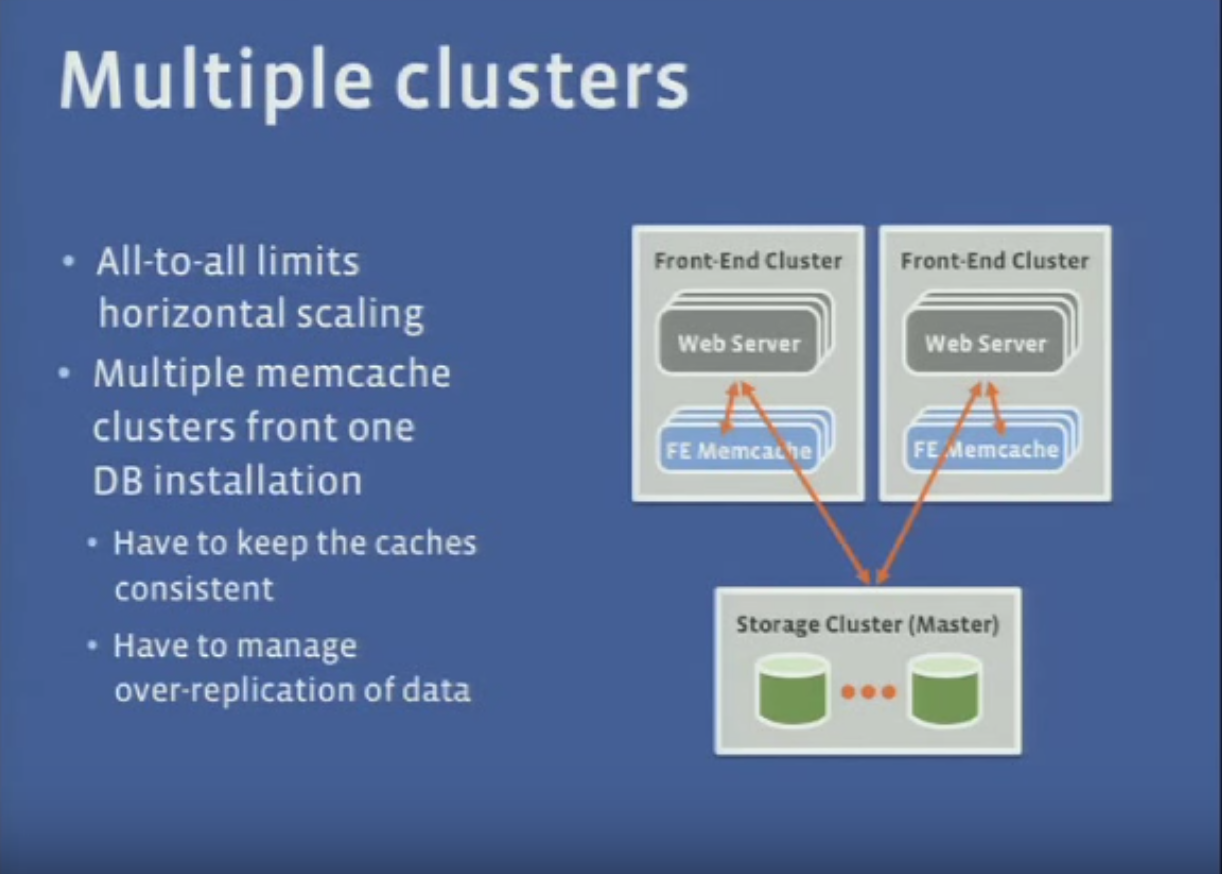 Multiple clusters
• All-to-all limits
horizontal scaling
• Multiple memcache
clusters front one
DB installation
• Have to keep the caches
consistent
• Have to manage
over-replication of data
Front-End Cluster
Web Server
FE Memcache
Front-End Cluster
Web Server
FE Memcache
Storage Cluster (Master)